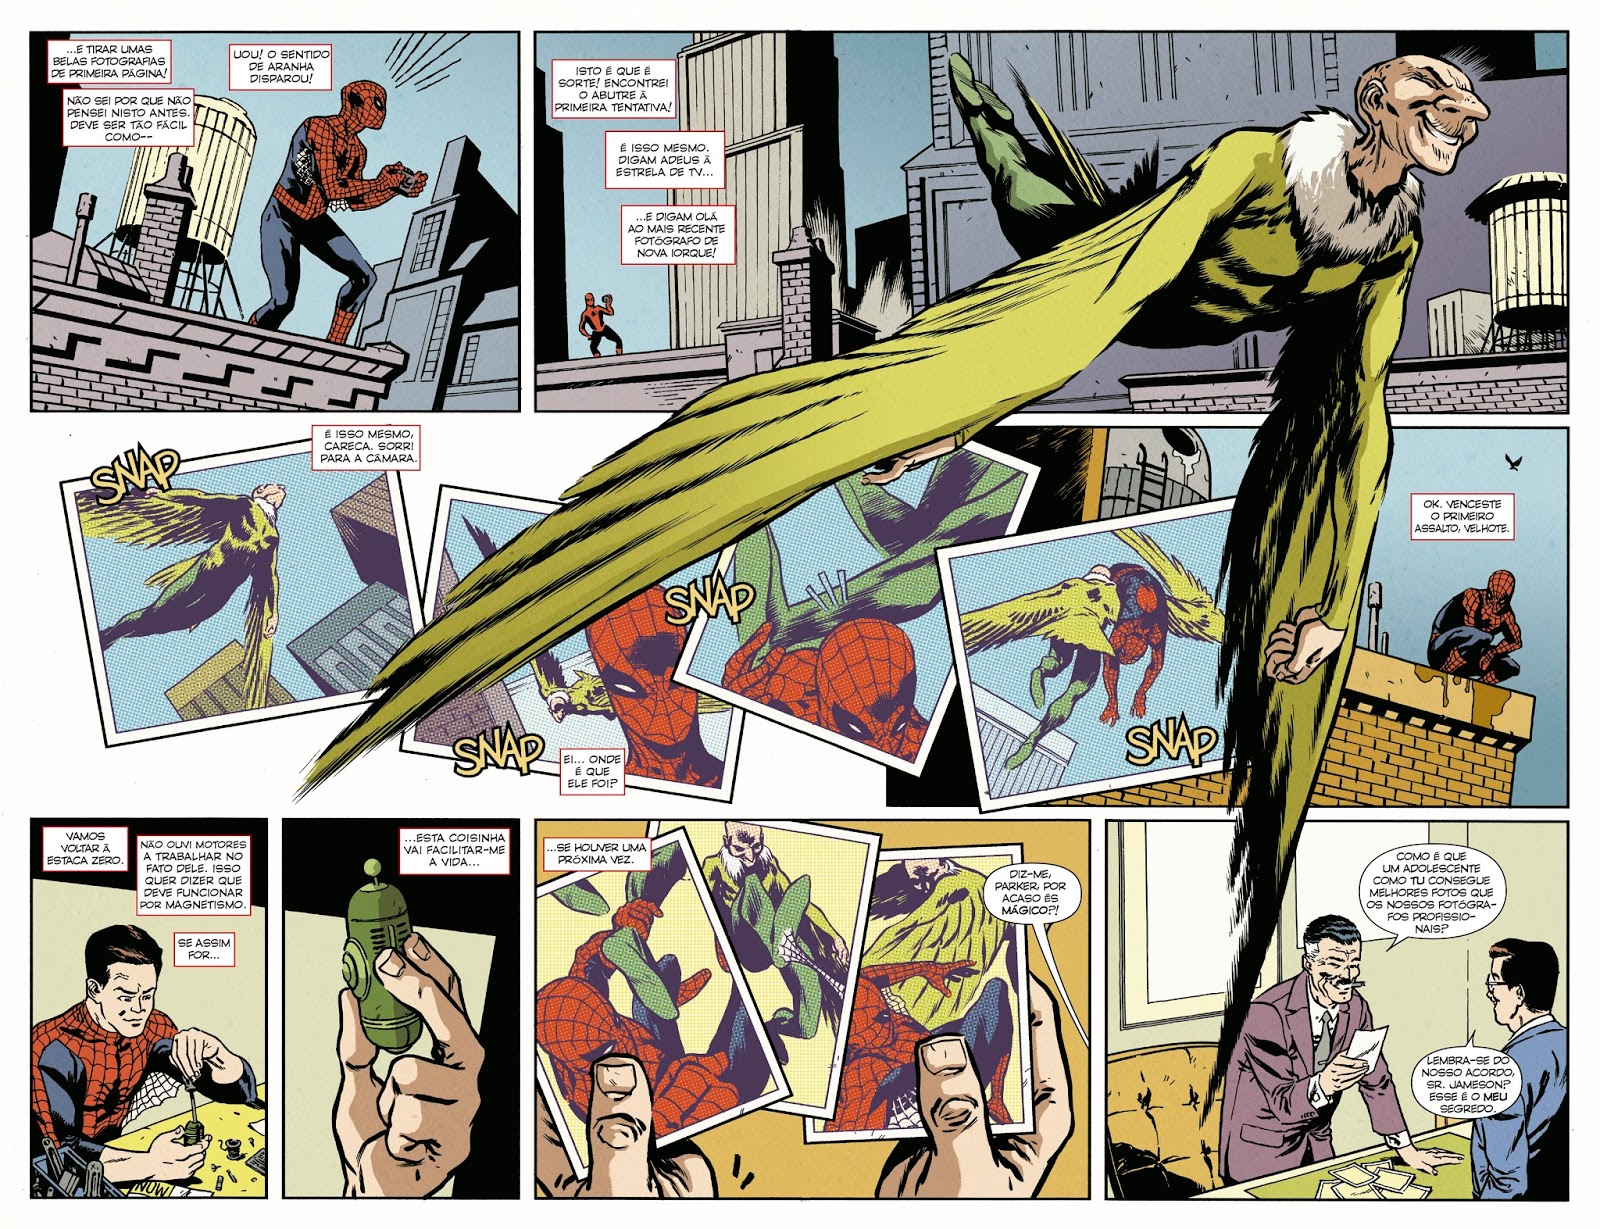 ...E TIRAR UMAS
BELAS FOTOGRAFIAS
DE PRIMEIRA PÁGINA!
NÃO SEI POR QUE NÃO
PENSEI NISTO ANTES.
DEVE SER TÃO FÁCIL
COMO--
UOU! O SENTIDO
DE ARANHA
DISPAROU!
ISTO É QUE É
SORTE! ENCONTREI
O ABUTRE À
PRIMEIRA TENTATIVA!
É ISSO MESMO.
DIGAM ADEUS À
ESTRELA DE TV...
...E DIGAM OLÁ
AO MAIS RECENTE
FOTÓGRAFO DE
NOVA IORQUE!
É ISSO MESMO,
CARECA. SORRI
PARA A CÂMARA.
SNAP
SNAP
EI... ONDE
É QUE
ELE FOI?
SNAP
SNAP
OK. VENCESTE
O PRIMEIRO
ASSALTO, VELHOTE.
VAMOS
VOLTAR À
ESTACA ZERO.
NÃO OUVI MOTORES
A TRABALHAR NO
FATO DELE. ISSO
QUER DIZER QUE
DEVE FUNCIONAR
POR MAGNETISMO.
SE ASSIM
FOR...
NOW
...ESTA COISINHA
VAI FACILITAR-ME
A VIDA...
...SE HOUVER UMA
PRÓXIMA VEZ.
DIZ-ME,
PARKER, POR
ACASO ÉS
MÁGICO?!
COMO É QUE
UM ADOLESCENTE
COMO TU CONSEGUE
MELHORES FOTOS QUE
OS NOSSOS FOTÓGRA-
FOS PROFISSIO-
NAIS?
LEMBRA-SE DO
NOSSO ACORDO,
SR. JAMESON?
ESSE É O MEU
SEGREDO.